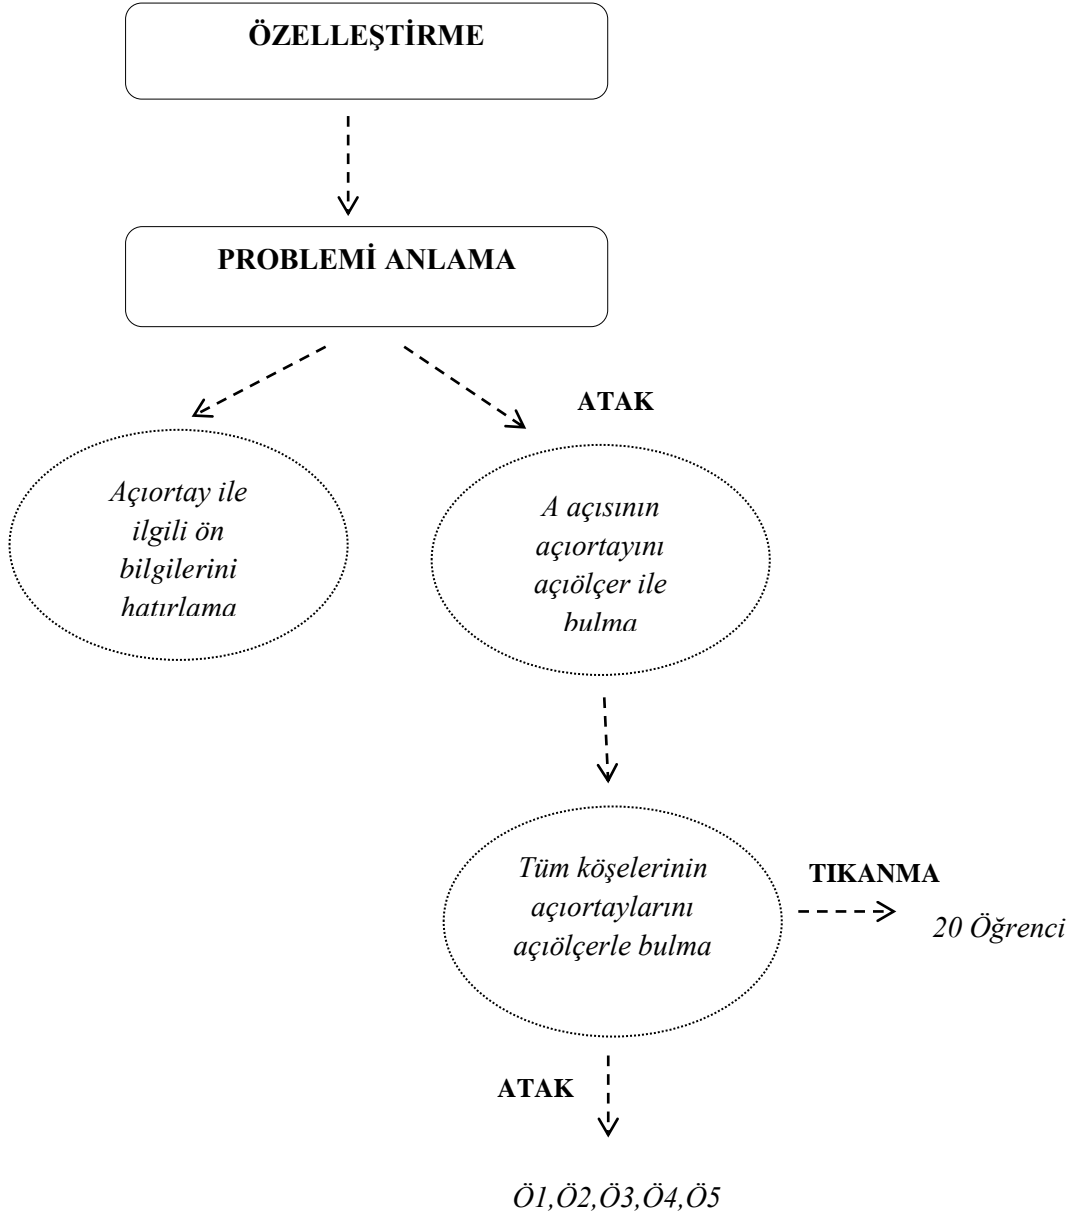 ÖZELLEŞTİRME
PROBLEMİ ANLAMA
ATAK
Açıortay ile
ilgili ön
bilgilerini
hatırlama
A açısının
açıortayını
açıölçer ile
bulma
Tüm köşelerinin
açıortaylarını
açıölçerle bulma
TIKANMA
20 Öğrenci
ATAK
Ö1,Ö2,Ö3,Ö4,Ö5